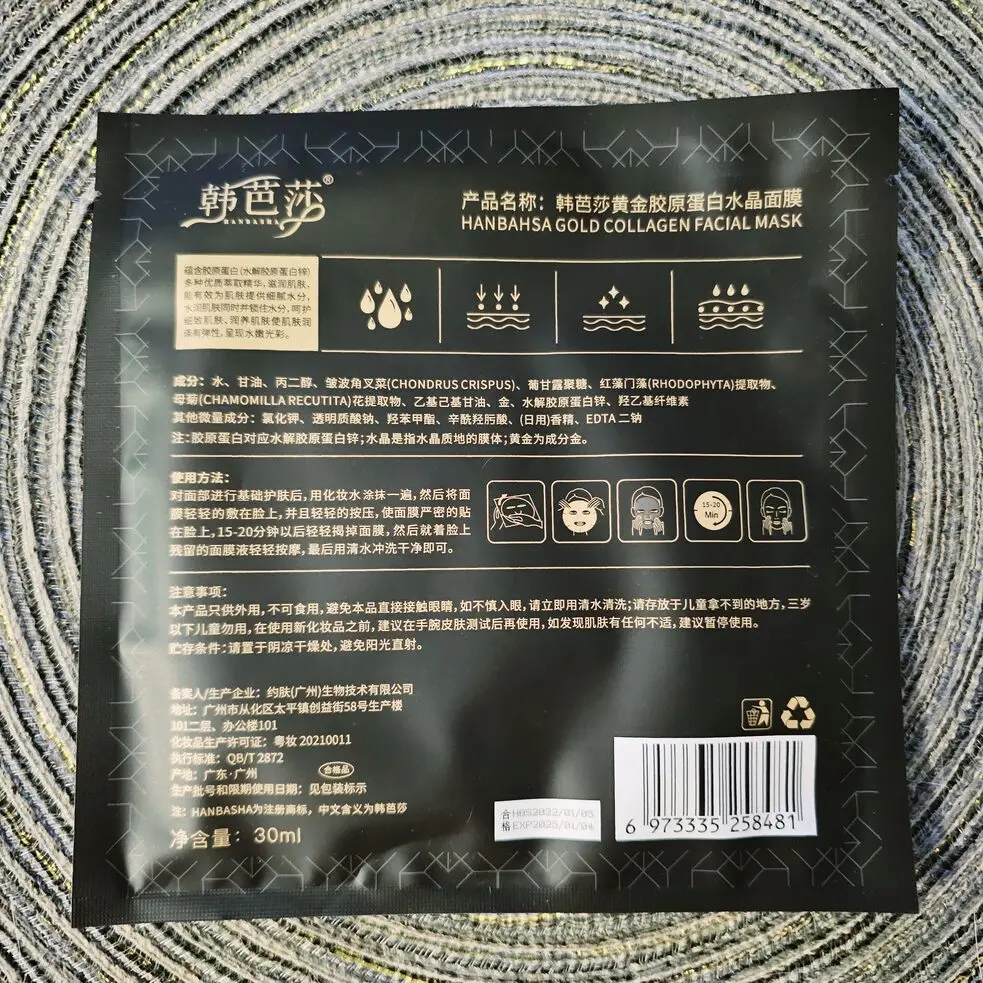 韩芭莎®
HANBASHA
产品名称：韩芭莎黄金胶原蛋白水晶面膜
HANBAHSA GOLD COLLAGEN FACIAL MASK
蕴含胶原蛋白(水解胶原蛋白锌)
多种优质萃取精华，滋润肌肤，
能有效为肌肤提供细腻水分，
水润肌肤同时并锁住水分，呵护
细致肌肤、润养肌肤使肌肤润
泽有弹性，呈现水嫩光彩。
成分：水、甘油、丙二醇、皱波角叉菜(CHONDRUS CRISPUS)、葡甘露聚糖、红藻门藻(RHODOPHYTA)提取物、
母菊(CHAMOMILLA RECUTITA)花提取物、乙基己基甘油、金、水解胶原蛋白锌、羟乙基纤维素
其他微量成分：氯化钾、透明质酸钠、羟苯甲酯、辛酰羟肟酸、(日用)香精、EDTA 二钠
注:胶原蛋白对应水解胶原蛋白锌;水晶是指水晶质地的膜体;黄金为成分金。
使用方法:
对面部进行基础护肤后，用化妆水涂抹一遍，然后将面
膜轻轻的敷在脸上，并且轻轻的按压，使面膜严密的贴
在脸上，15-20分钟以后轻轻揭掉面膜，然后就着脸上
残留的面膜液轻轻按摩，最后用清水冲洗干净即可。
15-20
Min
注意事项:
本产品只供外用，不可食用，避免本品直接接触眼睛，如不慎入眼，请立即用清水清洗;请存放于儿童拿不到的地方，三岁
以下儿童勿用，在使用新化妆品之前，建议在手腕皮肤测试后再使用，如发现肌肤有任何不适，建议暂停使用。
贮存条件:请置于阴凉干燥处，避免阳光直射。
备案人/生产企业：约肤(广州)生物技术有限公司
地址：广州市从化区太平镇创益街58号生产楼
101二层、办公楼101
化妆品生产许可证：粤妆 20210011
执行标准：QB/T 2872
产地：广东·广州
合格品
生产批号和限期使用日期：见包装标示
注：HANBASHA为注册商标，中文含义为韩芭莎
净含量：30ml
合格
HBS2022/01/05
EXP2025/01/04
6 973335 258481